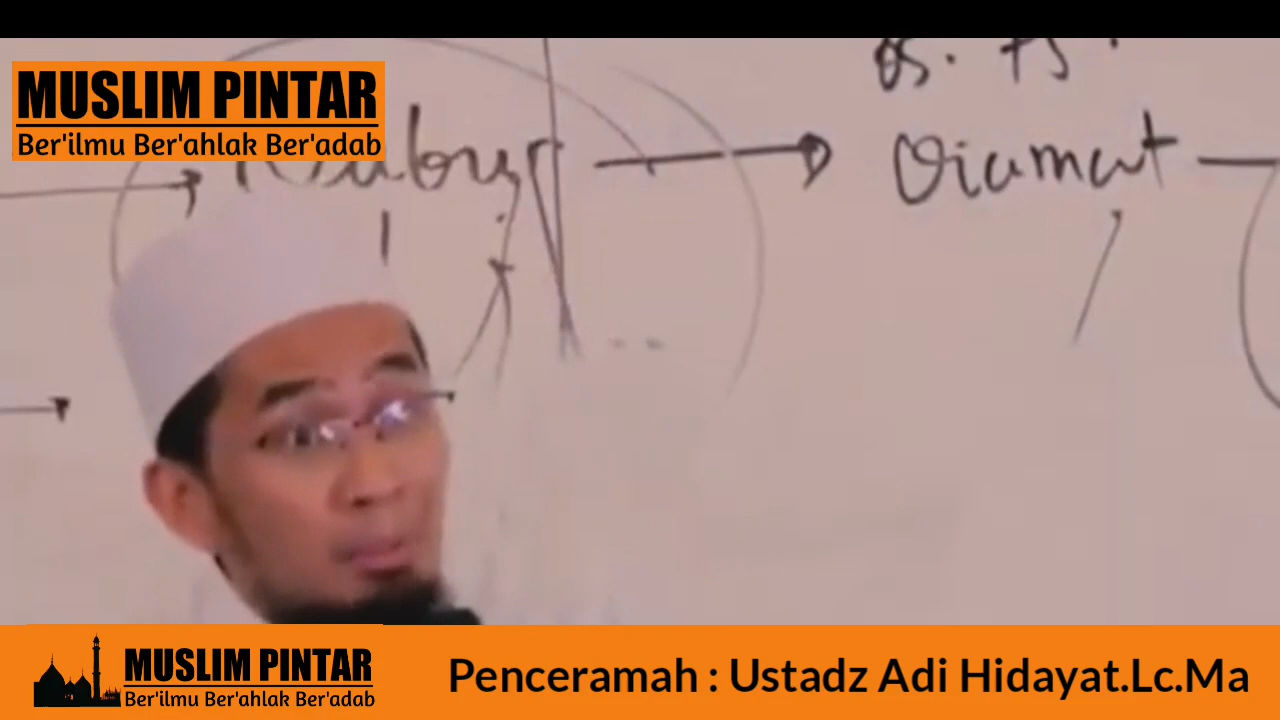 MUSLIM PINTAR
Ber'ilmu Ber'ahlak Ber'adab
Qiamat
MUSLIM PINTAR
Ber'ilmu Ber'ahlak Ber'adab
Penceramah : Ustadz Adi Hidayat.Lc.Ma